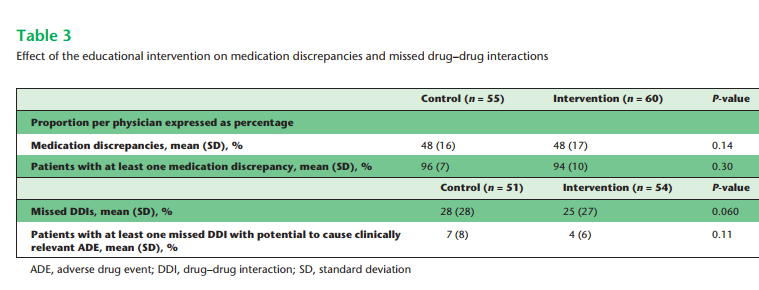 Table 3
Effect of the educational intervention on medication discrepancies and missed drug–drug interactions
Control (n = 55) Intervention (n = 60) P-value
Proportion per physician expressed as percentage
Medication discrepancies, mean (SD), % 48 (16) 48 (17) 0.14
Patients with at least one medication discrepancy, mean (SD), % 96 (7) 94 (10) 0.30
Control (n = 51) Intervention (n = 54) P-value
Missed DDIs, mean (SD), % 28 (28) 25 (27) 0.060
Patients with at least one missed DDI with potential to cause clinically 7 (8) 4 (6) 0.11
relevant ADE, mean (SD), %
ADE, adverse drug event; DDI, drug–drug interaction; SD, standard deviation